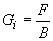 Gᵢ = F/B